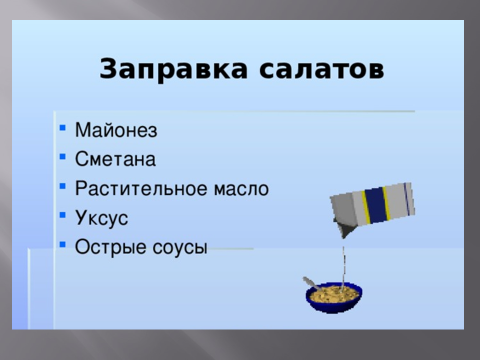 Заправка салатов
Майонез
Сметана
Растительное масло
Уксус
Острые соусы